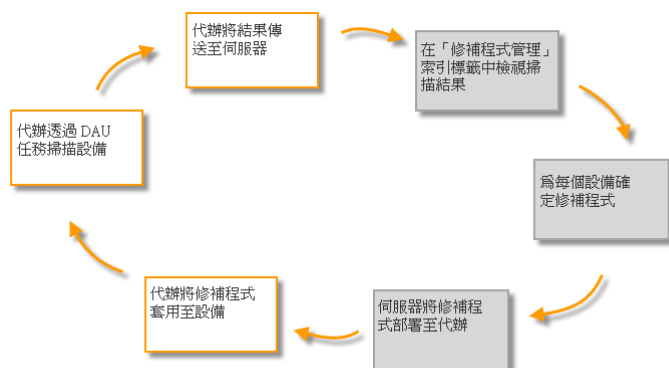 代辦將結果傳
送至伺服器
在「修補程式管理」
索引標籤中檢視掃
描結果
代辦透過 DAU
任務掃描設備
為每個設備確
定修補程式
代辦將修補程式
套用至設備
伺服器將修補程
式部署至代辦